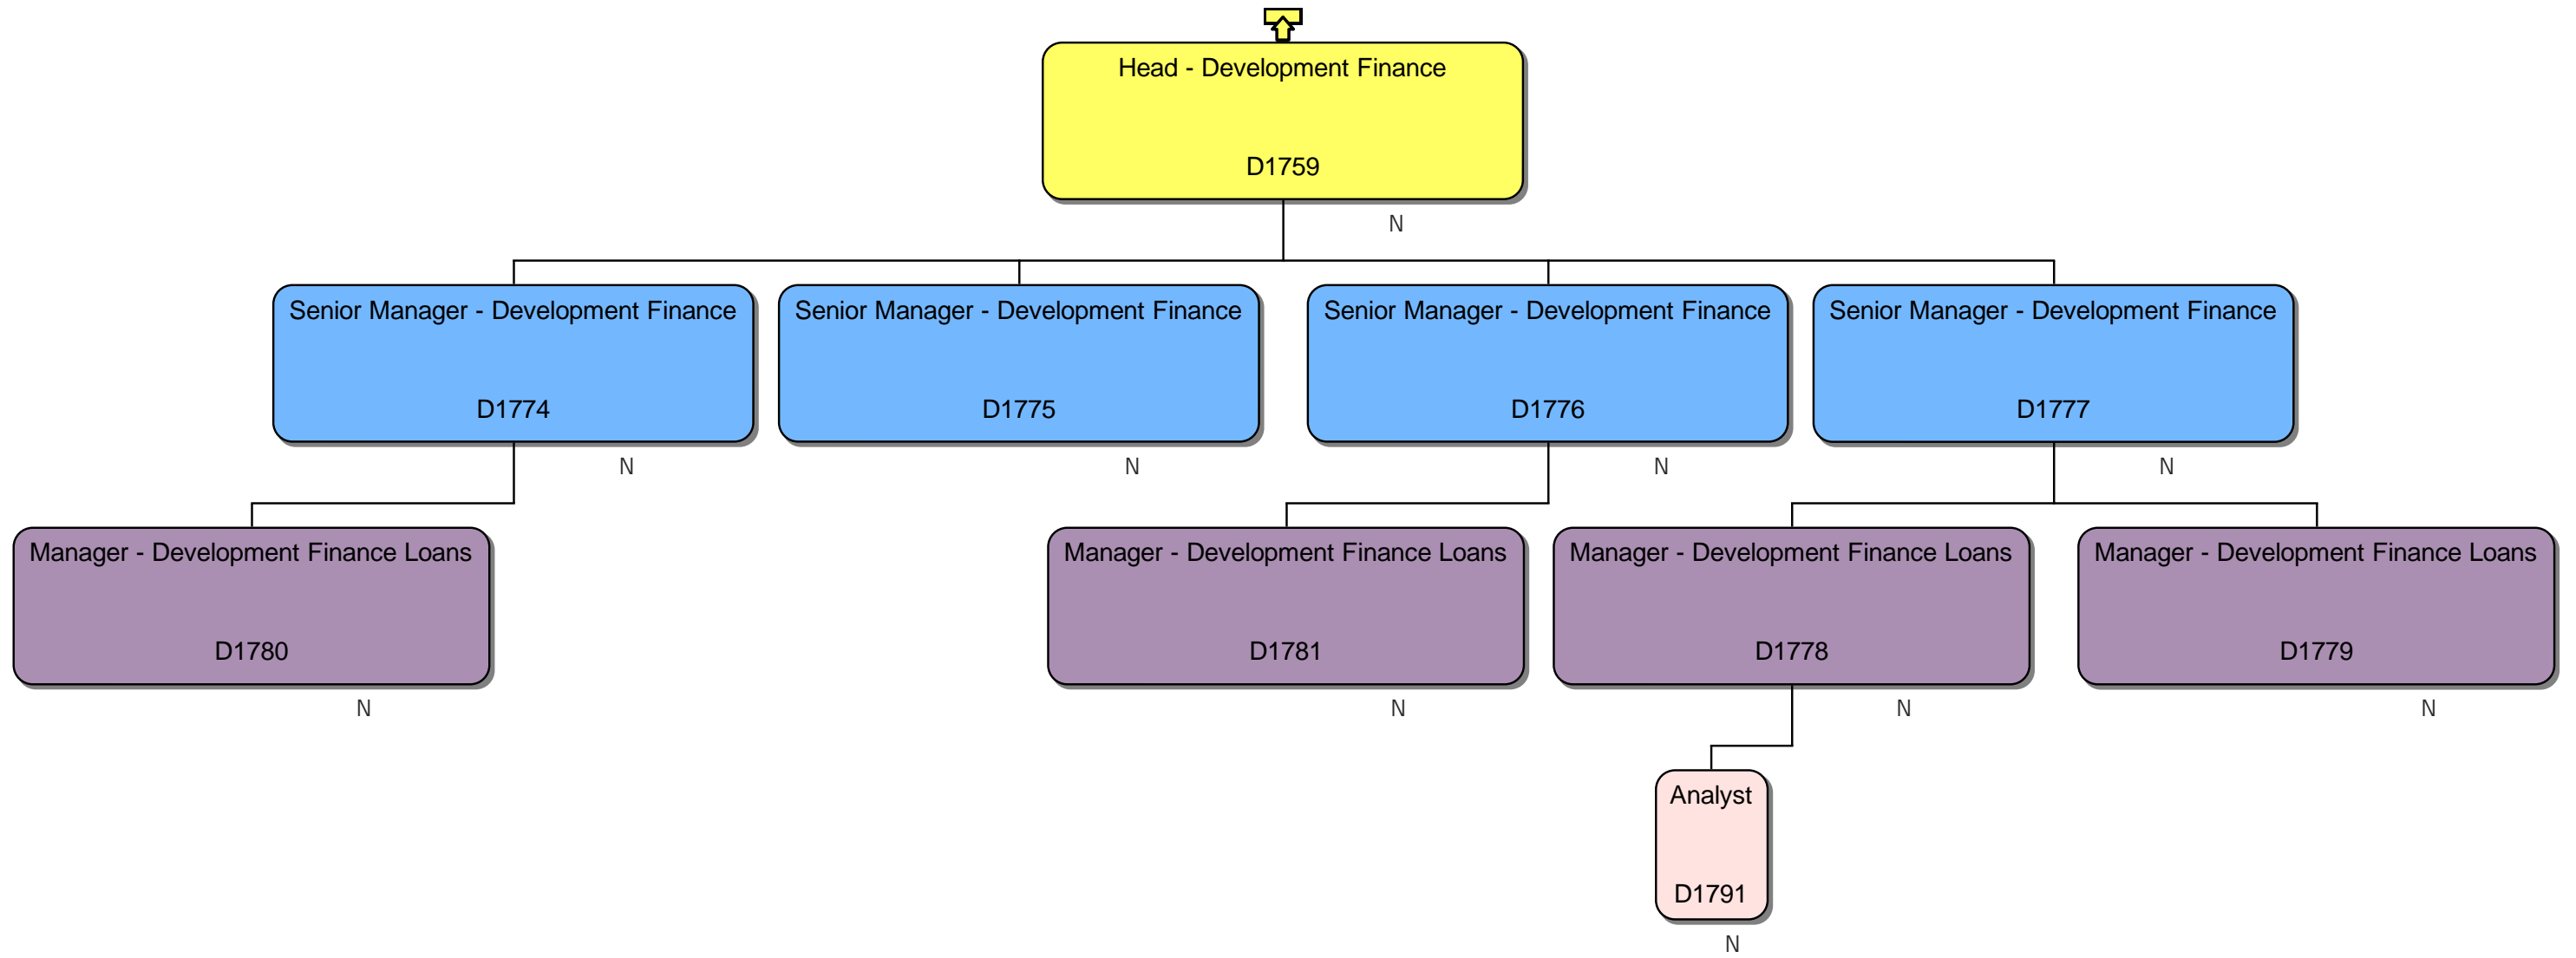 Head - Development Finance
D1759
N
Senior Manager - Development Finance
D1774
N
Senior Manager - Development Finance
D1775
N
Senior Manager - Development Finance
D1776
N
Senior Manager - Development Finance
D1777
N
Manager - Development Finance Loans
D1780
N
Manager - Development Finance Loans
D1781
N
Manager - Development Finance Loans
D1778
N
Manager - Development Finance Loans
D1779
N
Analyst
D1791
N